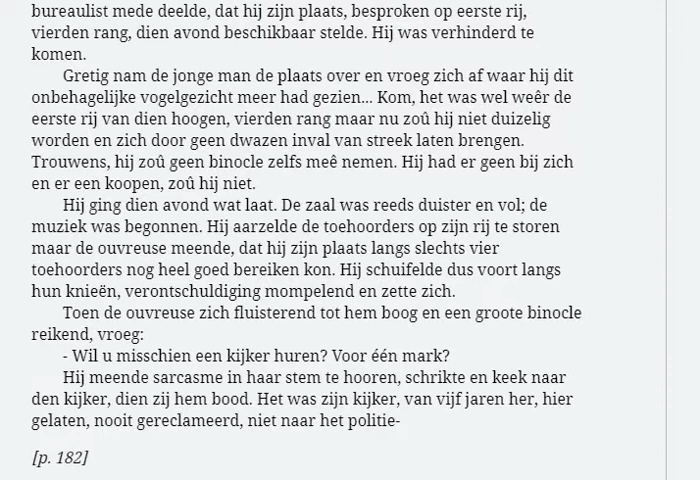 bureaulist mede deelde, dat hij zijn plaats, besproken op eerste rij,
vierden rang, dien avond beschikbaar stelde. Hij was verhinderd te
komen.
Gretig nam de jonge man de plaats over en vroeg zich af waar hij dit
onbehagelijke vogelgezicht meer had gezien... Kom, het was wel weêr de
eerste rij van dien hoogen, vierden rang maar nu zoû hij niet duizelig
worden en zich door geen dwazen inval van streek laten brengen.
Trouwens, hij zoû geen binocle zelfs meê nemen. Hij had er geen bij zich
en er een koopen, zoû hij niet.
Hij ging dien avond wat laat. De zaal was reeds duister en vol; de
muziek was begonnen. Hij aarzelde de toehoorders op zijn rij te storen
maar de ouvreuse meende, dat hij zijn plaats langs slechts vier
toehoorders nog heel goed bereiken kon. Hij schuifelde dus voort langs
hun knieën, verontschuldiging mompelend en zette zich.
Toen de ouvreuse zich fluisterend tot hem boog en een groote binocle
reikend, vroeg:
- Wil u misschien een kijker huren? Voor één mark?
Hij meende sarcasme in haar stem te hooren, schrikte en keek naar
den kijker, dien zij hem bood. Het was zijn kijker, van vijf jaren her, hier
gelaten, nooit gereclameerd, niet naar het politie-
[p. 182]